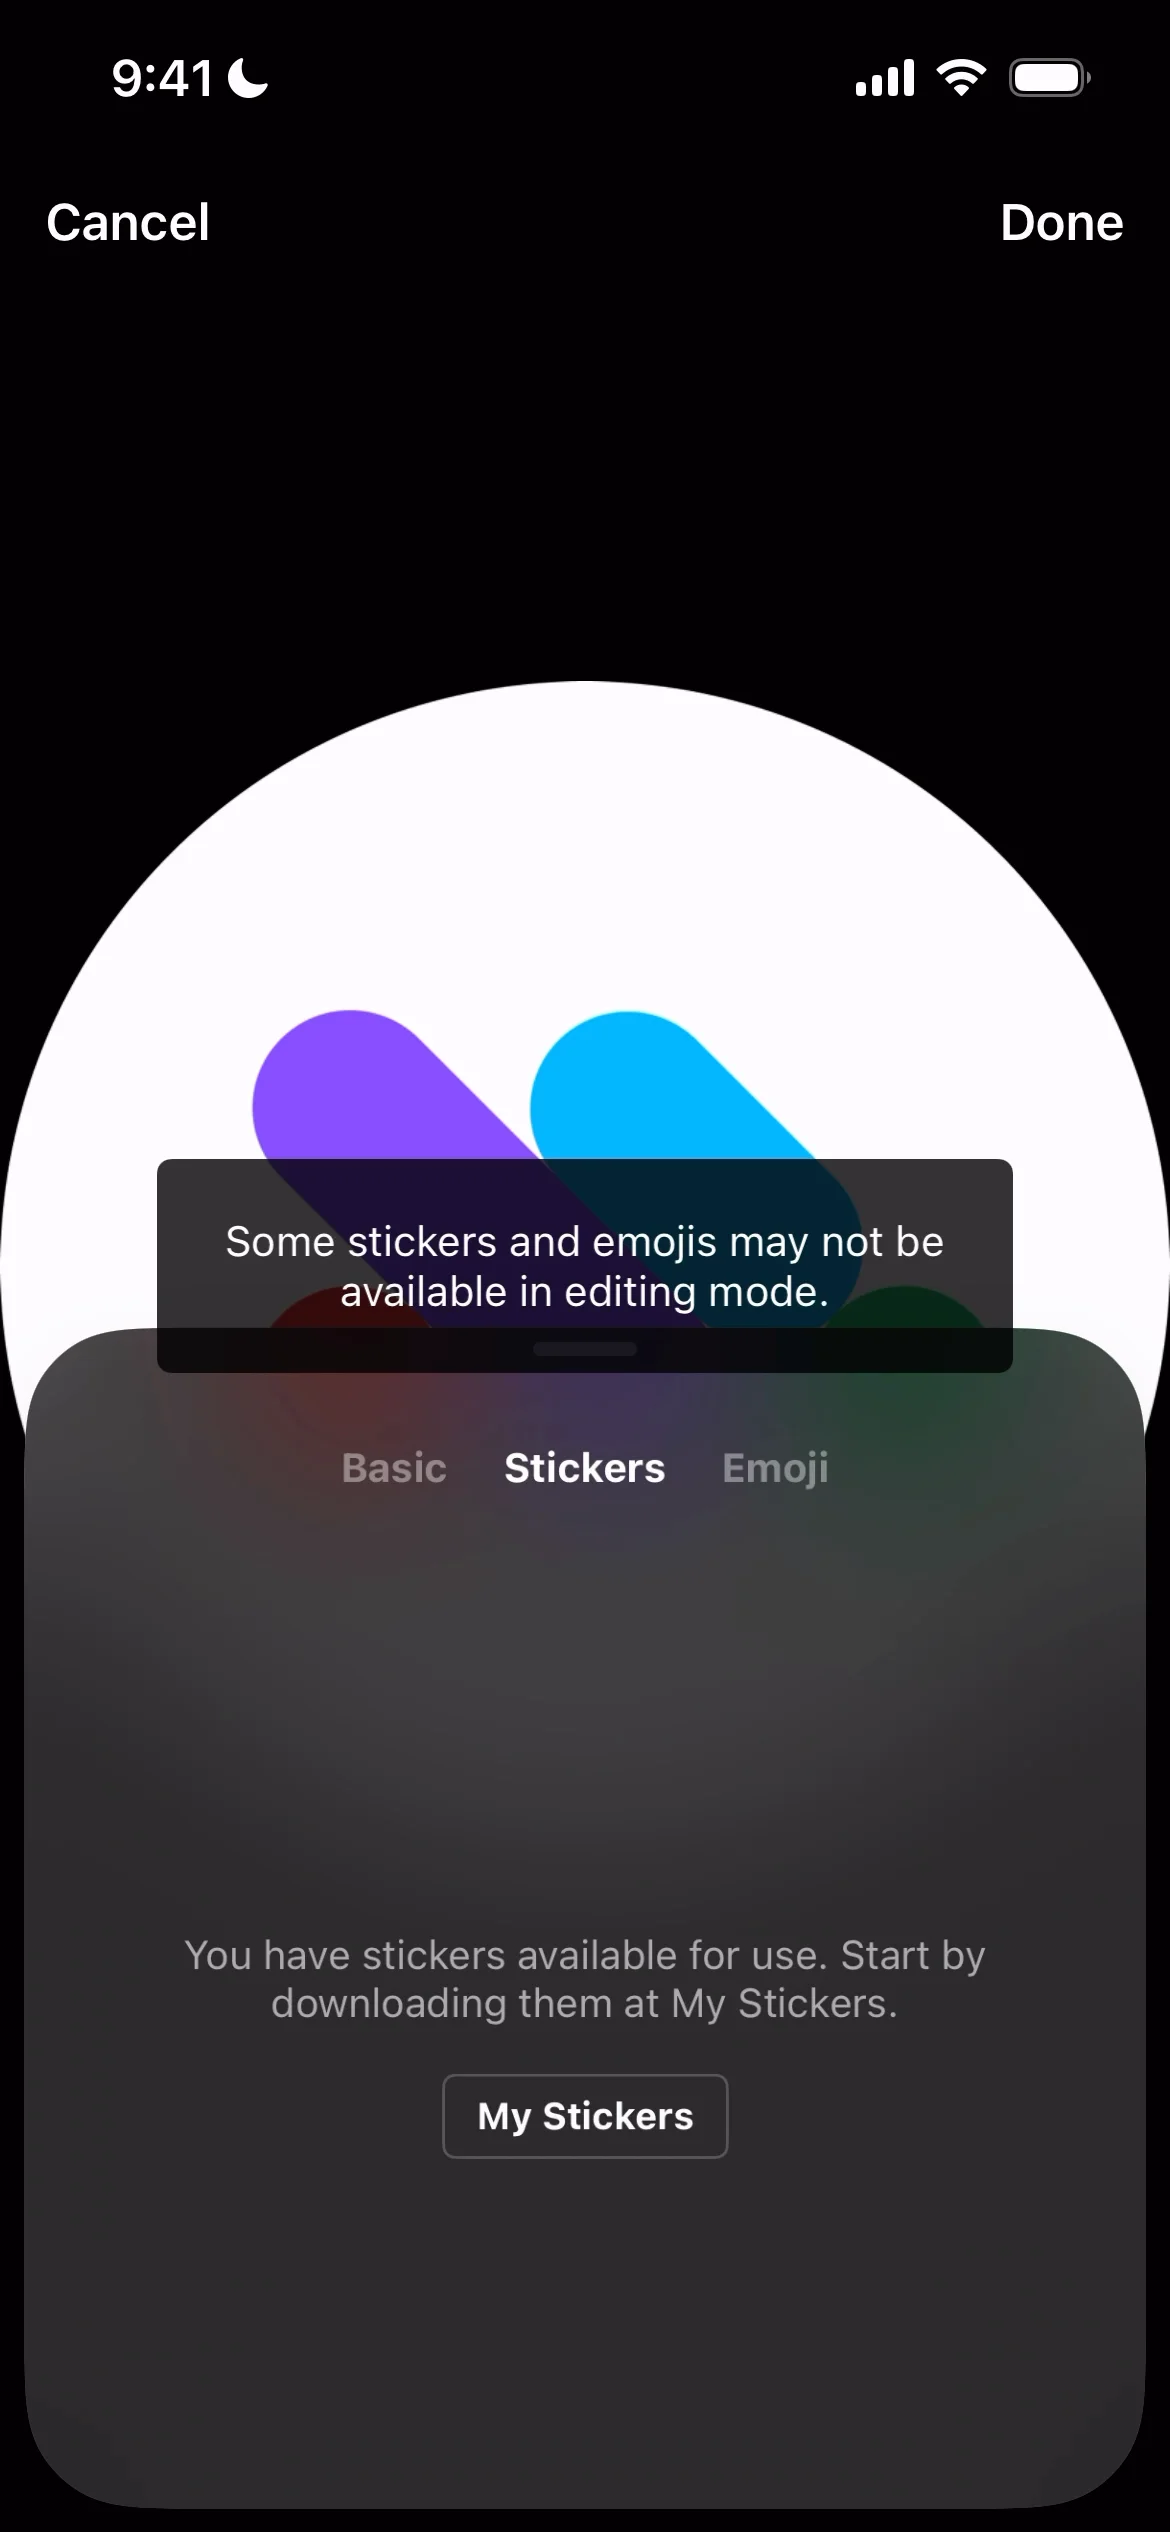 9:41
Cancel
Done
Some stickers and emojis may not be
available in editing mode.
Basic
Stickers
Emoji
You have stickers available for use. Start by
downloading them at My Stickers.
My Stickers